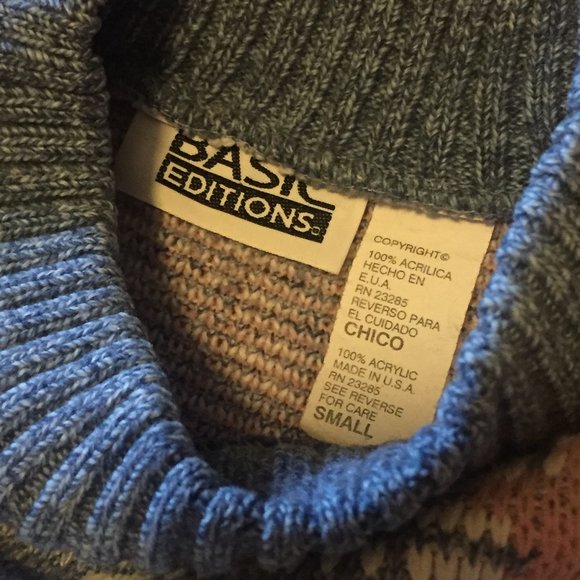 BASIC
EDITIONS
COPYRIGHT©
100% ACRILICA
HECHO EN
E.U.A.
RN 23285
REVERSO PARA
EL CUIDADO
CHICO
100% ACRYLIC
MADE IN U.S.A.
RN 23285
SEE REVERSE
FOR CARE
SMALL